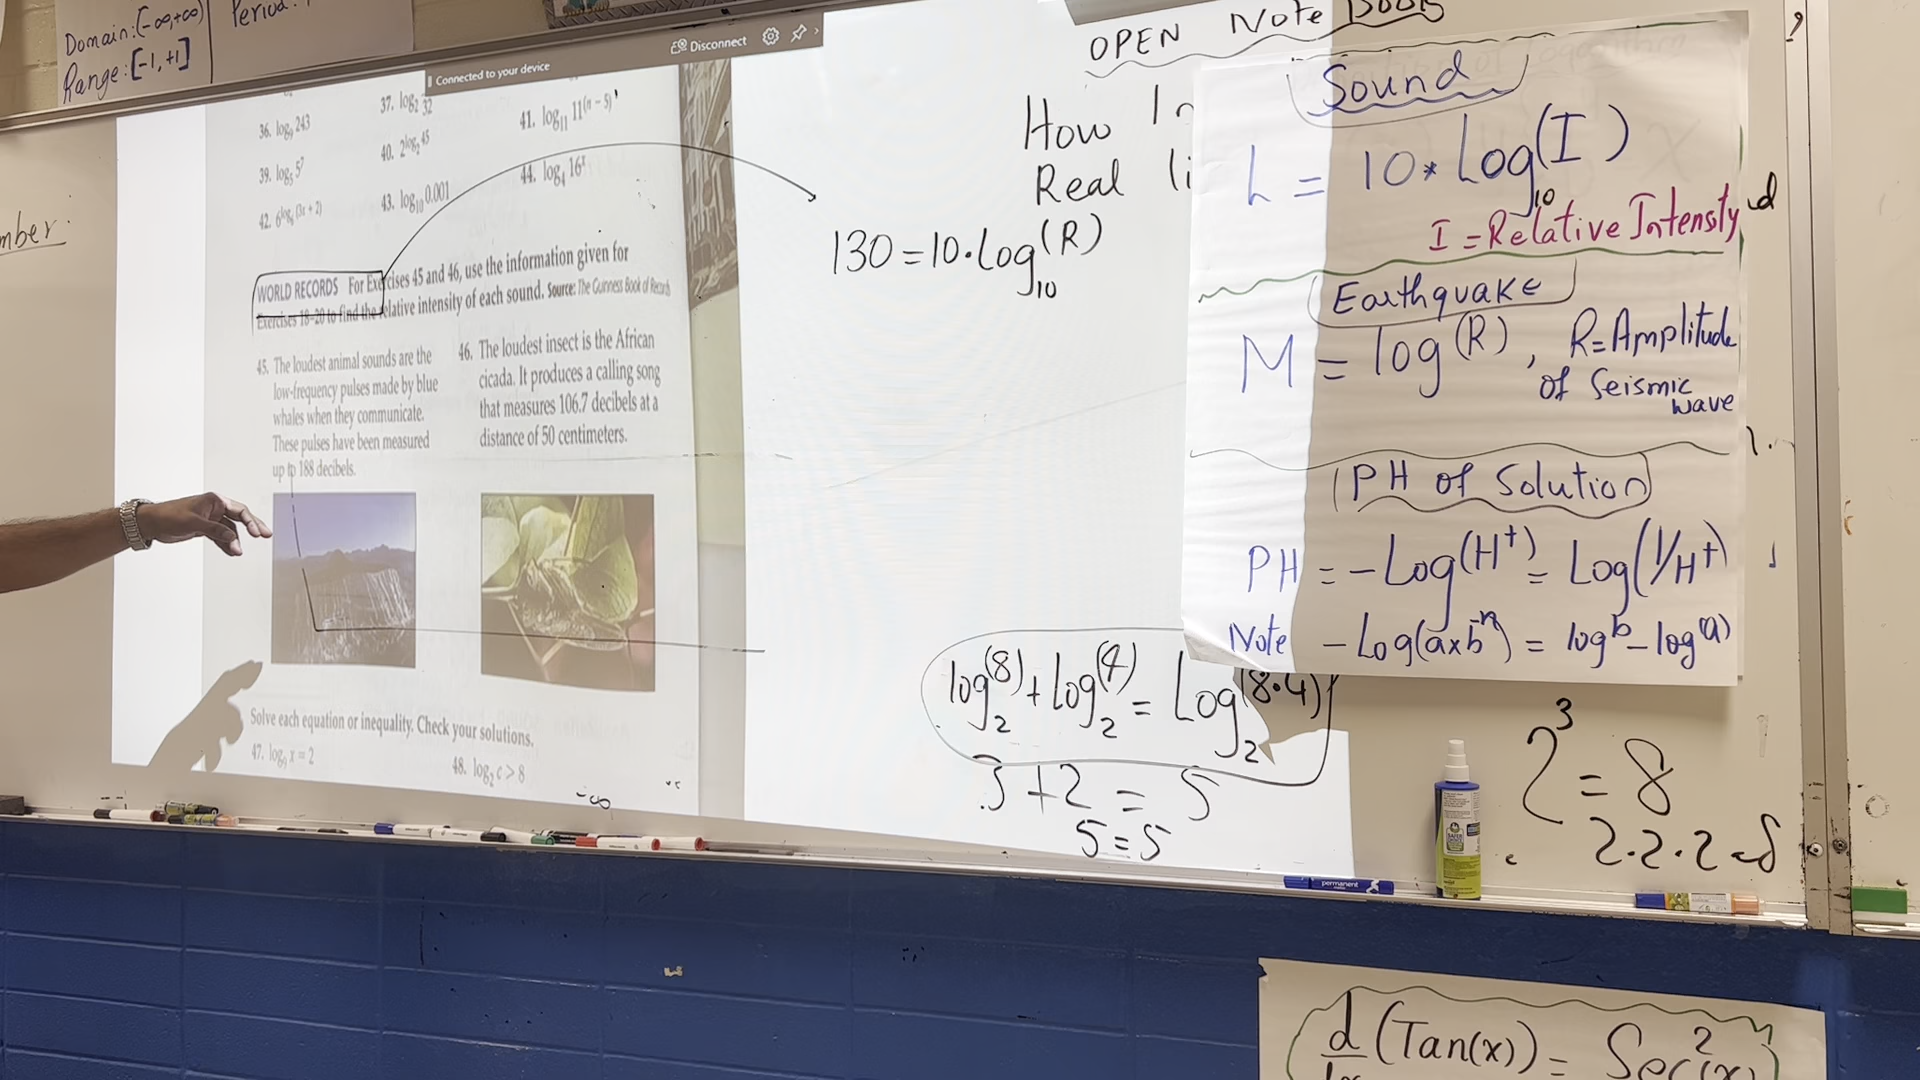 Domain: [-∞, +∞)
Range: [-1, +1]
Period:
Disconnect
Connected to your device
OPEN Note Book
How
Real li
mber:
36. log₉ 243
37. log₂ 1/32
39. log₅ 5⁷
40. 2^log₂ 45
41. log₁₁ 11^(n − 5)
42. 6^log₆ (3x + 2)
43. log₁₀ 0.001
44. log₄ 16ˣ
WORLD RECORDS For Exercises 45 and 46, use the information given for
Exercises 18–20 to find the relative intensity of each sound. Source: The Guinness Book of Records
45. The loudest animal sounds are the
low-frequency pulses made by blue
whales when they communicate.
These pulses have been measured
up to 188 decibels.
46. The loudest insect is the African
cicada. It produces a calling song
that measures 106.7 decibels at a
distance of 50 centimeters.
Solve each equation or inequality. Check your solutions.
47. log₉ x = 2
48. log₂ c > 8
-∞
130 = 10 · Log₁₀(R)
log₂(8) + Log₂(4) = Log₂(8·4)
3 + 2 = 5
5 = 5
Sound
L = 10 * Log₁₀(I)
I = Relative Intensity
d
Earthquake
M = log(R), R = Amplitude
of Seismic
wave
PH of Solution
PH = -Log(H⁺) = Log(1/H⁺)
Note -Log(a×b⁻ⁿ) = log b - log(a)
2³ = 8
2·2·2 = 8
permanent
d (Tan(x)) = Sec²(x)